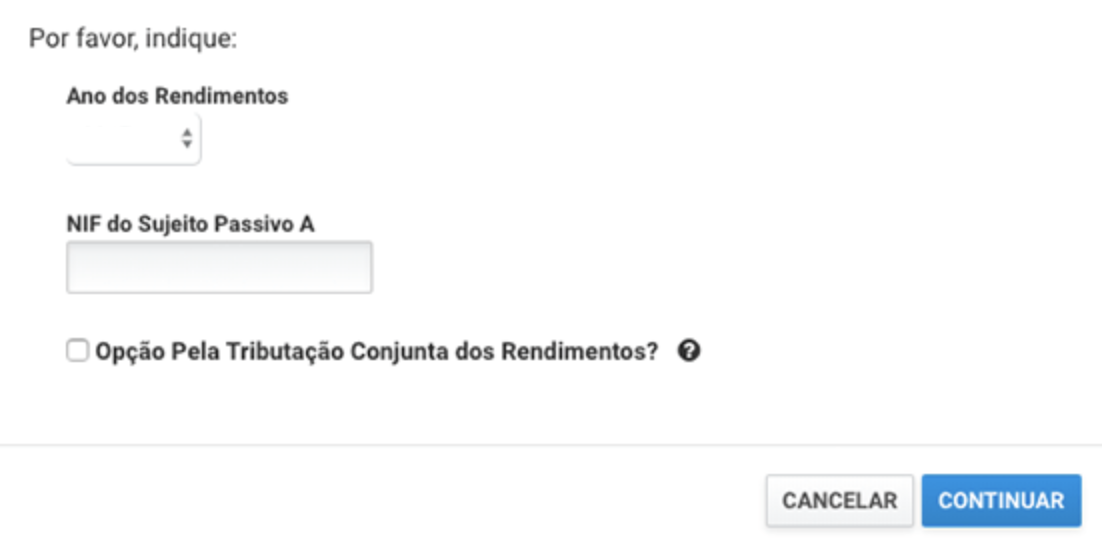 Por favor, indique:
Ano dos Rendimentos
NIF do Sujeito Passivo A
Opção Pela Tributação Conjunta dos Rendimentos? ?
CANCELAR CONTINUAR